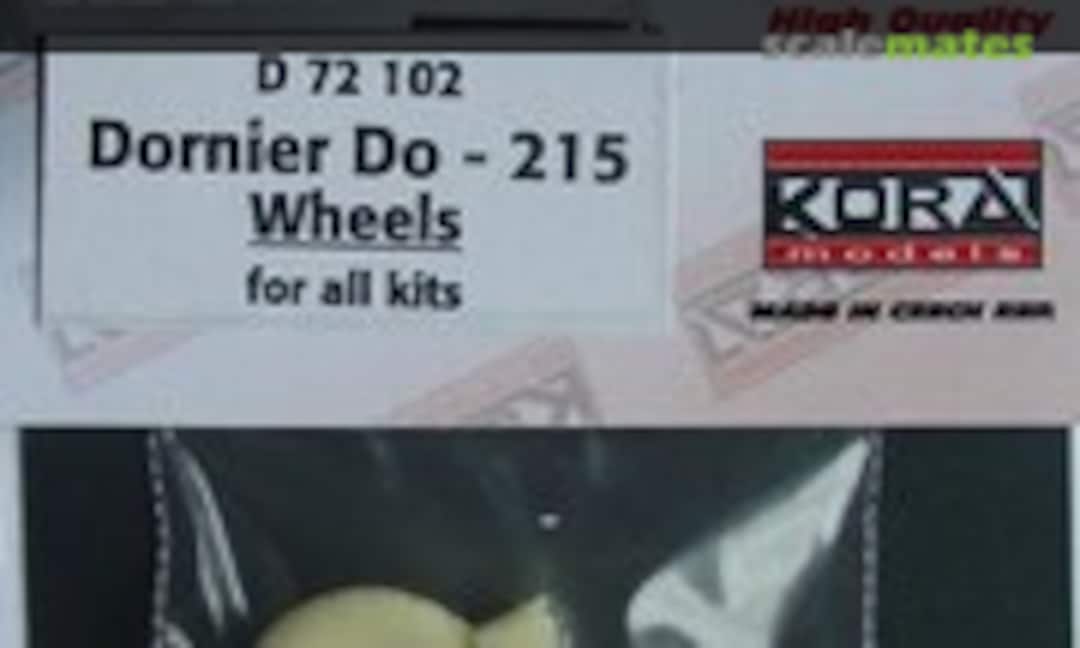 High Quality
scalemates
D 72 102
Dornier Do - 215
Wheels
for all kits
KORA
models
MADE IN CZECH REP.